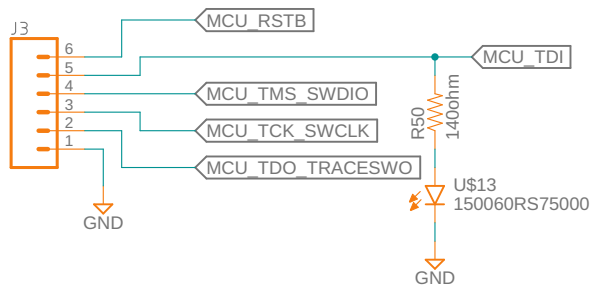 J3
6
MCU_RSTB
5
MCU_TDI
4
MCU_TMS_SWDIO
3
MCU_TCK_SWCLK
2
MCU_TDO_TRACESWO
1
GND
R50
140ohm
U$13
150060RS75000
GND